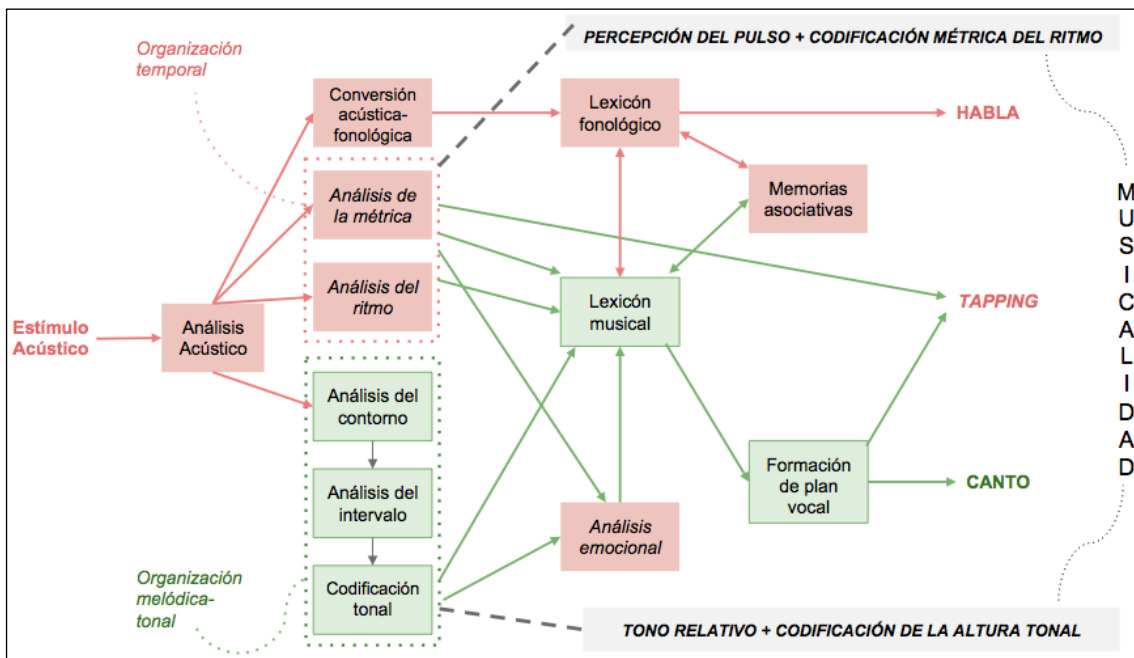 PERCEPCIÓN DEL PULSO + CODIFICACIÓN MÉTRICA DEL RITMO
Organización
temporal
Conversión
acústica-
fonológica
Lexicón
fonológico
HABLA
Análisis de
la métrica
Memorias
asociativas
Análisis del
ritmo
Lexicón
musical
TAPPING
Estímulo
Acústico
Análisis
Acústico
Análisis del
contorno
Análisis del
intervalo
Formación
de plan
vocal
CANTO
Análisis
emocional
Organización
melódica-
tonal
Codificación
tonal
TONO RELATIVO + CODIFICACIÓN DE LA ALTURA TONAL
M
U
S
I
C
A
L
I
D
A
D